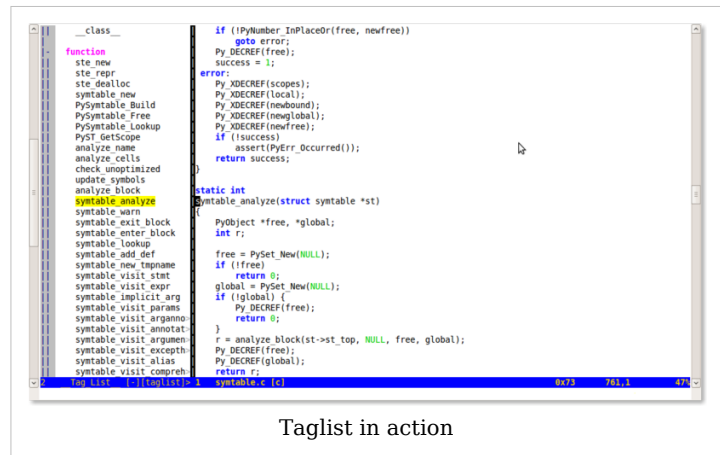 __class__
function
ste_new
ste_repr
ste_dealloc
symtable_new
PySymtable_Build
PySymtable_Free
PySymtable_Lookup
PyST_GetScope
analyze_name
analyze_cells
check_unoptimized
update_symbols
analyze_block
symtable_analyze
symtable_warn
symtable_exit_block
symtable_enter_block
symtable_lookup
symtable_add_def
symtable_new_tmpname
symtable_visit_stmt
symtable_visit_expr
symtable_implicit_arg
symtable_visit_params
symtable_visit_arganno>
symtable_visit_annotat>
symtable_visit_argumen>
symtable_visit_excepth>
symtable_visit_alias
symtable_visit_compreh>
if (!PyNumber_InPlaceOr(free, newfree))
goto error;
Py_DECREF(free);
success = 1;
error:
Py_XDECREF(scopes);
Py_XDECREF(local);
Py_XDECREF(newbound);
Py_XDECREF(newglobal);
Py_XDECREF(newfree);
if (!success)
assert(PyErr_Occurred());
return success;
}
static int
symtable_analyze(struct symtable *st)
{
PyObject *free, *global;
int r;
free = PySet_New(NULL);
if (!free)
return 0;
global = PySet_New(NULL);
if (!global) {
Py_DECREF(free);
return 0;
}
r = analyze_block(st->st_top, NULL, free, global);
Py_DECREF(free);
Py_DECREF(global);
return r;
2 Tag List [-][taglist]> 1 symtable.c [c] 0x73 761,1 47%
Taglist in action